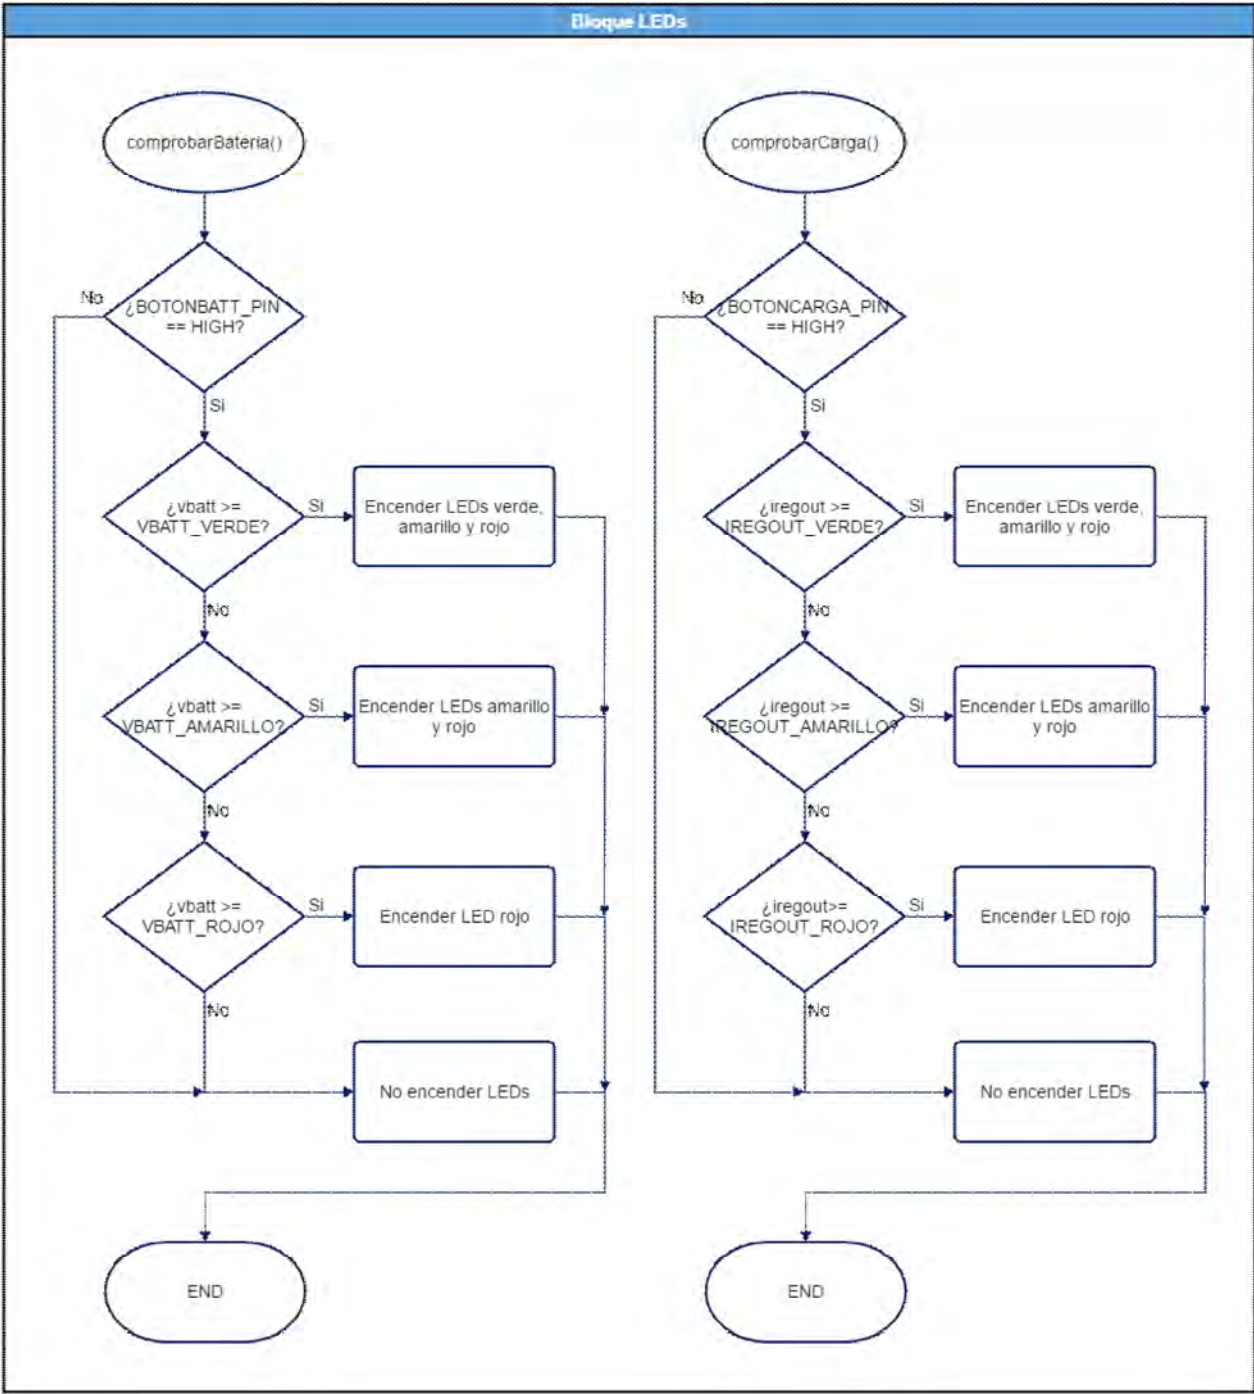 Bloque LEDs
comprobarBateria()
No
¿BOTONBATT_PIN
== HIGH?
Si
¿vbatt >=
VBATT_VERDE?
Si
Encender LEDs verde,
amarillo y rojo
No
¿vbatt >=
VBATT_AMARILLO?
Si
Encender LEDs amarillo
y rojo
No
¿vbatt >=
VBATT_ROJO?
Si
Encender LED rojo
No
No encender LEDs
END
comprobarCarga()
No
¿BOTONCARGA_PIN
== HIGH?
Si
¿iregout >=
IREGOUT_VERDE?
Si
Encender LEDs verde,
amarillo y rojo
No
¿iregout >=
IREGOUT_AMARILLO?
Si
Encender LEDs amarillo
y rojo
No
¿iregout>=
IREGOUT_ROJO?
Si
Encender LED rojo
No
No encender LEDs
END